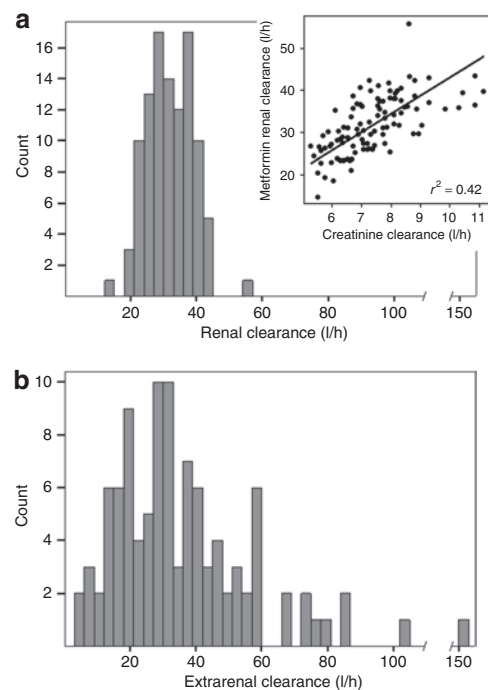 a
16
14
12
10
8
6
4
2
Count
20 40 60 80 100 150
Renal clearance (l/h)
50
40
30
20
Metformin renal clearance (l/h)
r² = 0.42
6 7 8 9 10 11
Creatinine clearance (l/h)
b
10
8
6
4
2
Count
20 40 60 80 100 150
Extrarenal clearance (l/h)